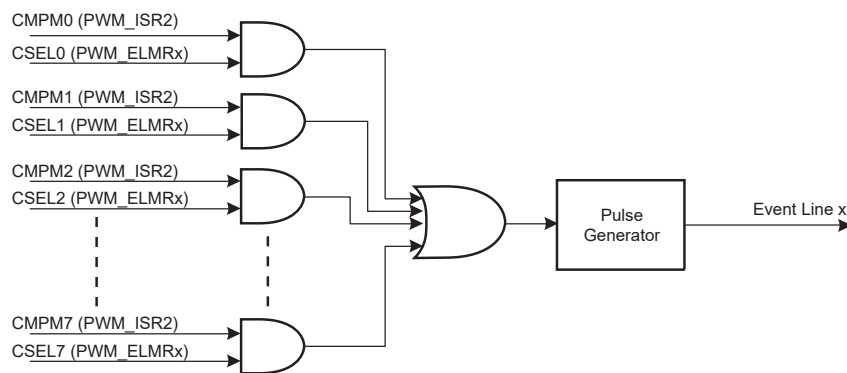 CMPM0 (PWM_ISR2)
CSEL0 (PWM_ELMRx)
CMPM1 (PWM_ISR2)
CSEL1 (PWM_ELMRx)
CMPM2 (PWM_ISR2)
CSEL2 (PWM_ELMRx)
Pulse
Generator
Event Line x
CMPM7 (PWM_ISR2)
CSEL7 (PWM_ELMRx)